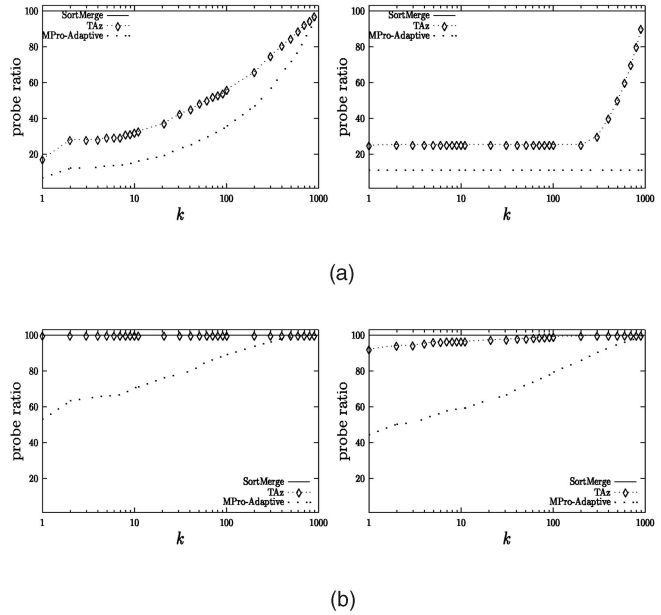 SortMerge
TAz
MPro-Adaptive
probe ratio
100
80
60
40
20
1 10 100 1000
k
SortMerge
TAz
MPro-Adaptive
probe ratio
100
80
60
40
20
1 10 100 1000
k
(a)
probe ratio
100
80
60
40
20
SortMerge
TAz
MPro-Adaptive
1 10 100 1000
k
probe ratio
100
80
60
40
20
SortMerge
TAz
MPro-Adaptive
1 10 100 1000
k
(b)